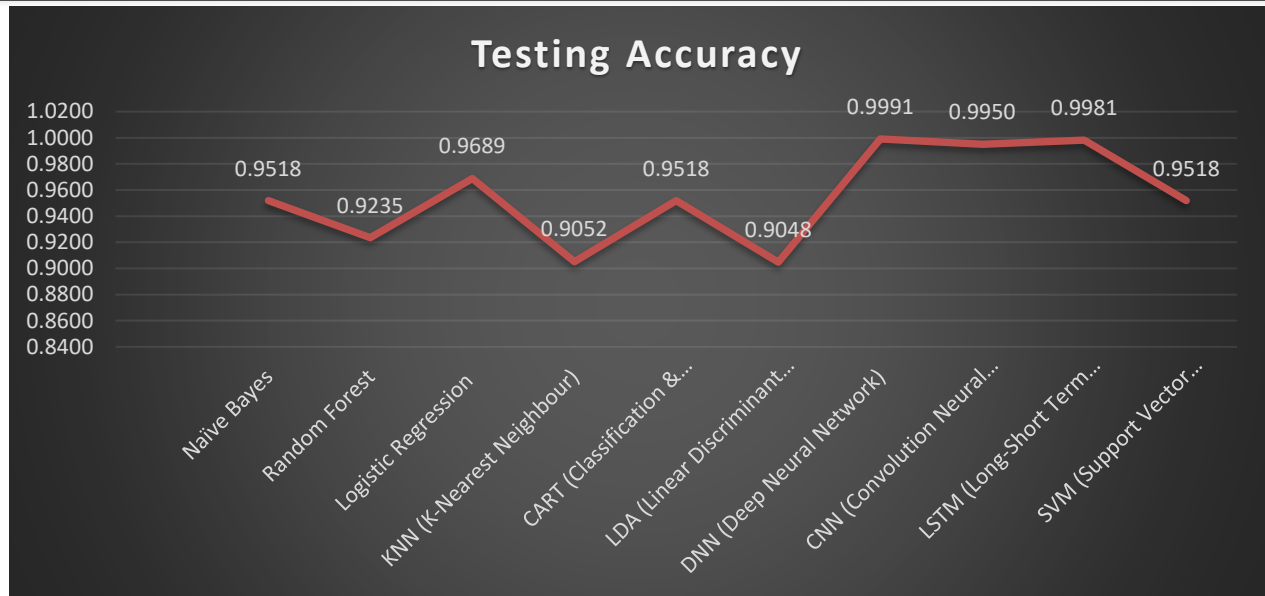 Testing Accuracy
1.0200
1.0000
0.9800
0.9600
0.9400
0.9200
0.9000
0.8800
0.8600
0.8400
0.9518
0.9235
0.9689
0.9052
0.9518
0.9048
0.9991
0.9950
0.9981
0.9518
Naïve Bayes
Random Forest
Logistic Regression
KNN (K-Nearest Neighbour)
CART (Classification &...
LDA (Linear Discriminant...
DNN (Deep Neural Network)
CNN (Convolution Neural...
LSTM (Long-Short Term...
SVM (Support Vector...